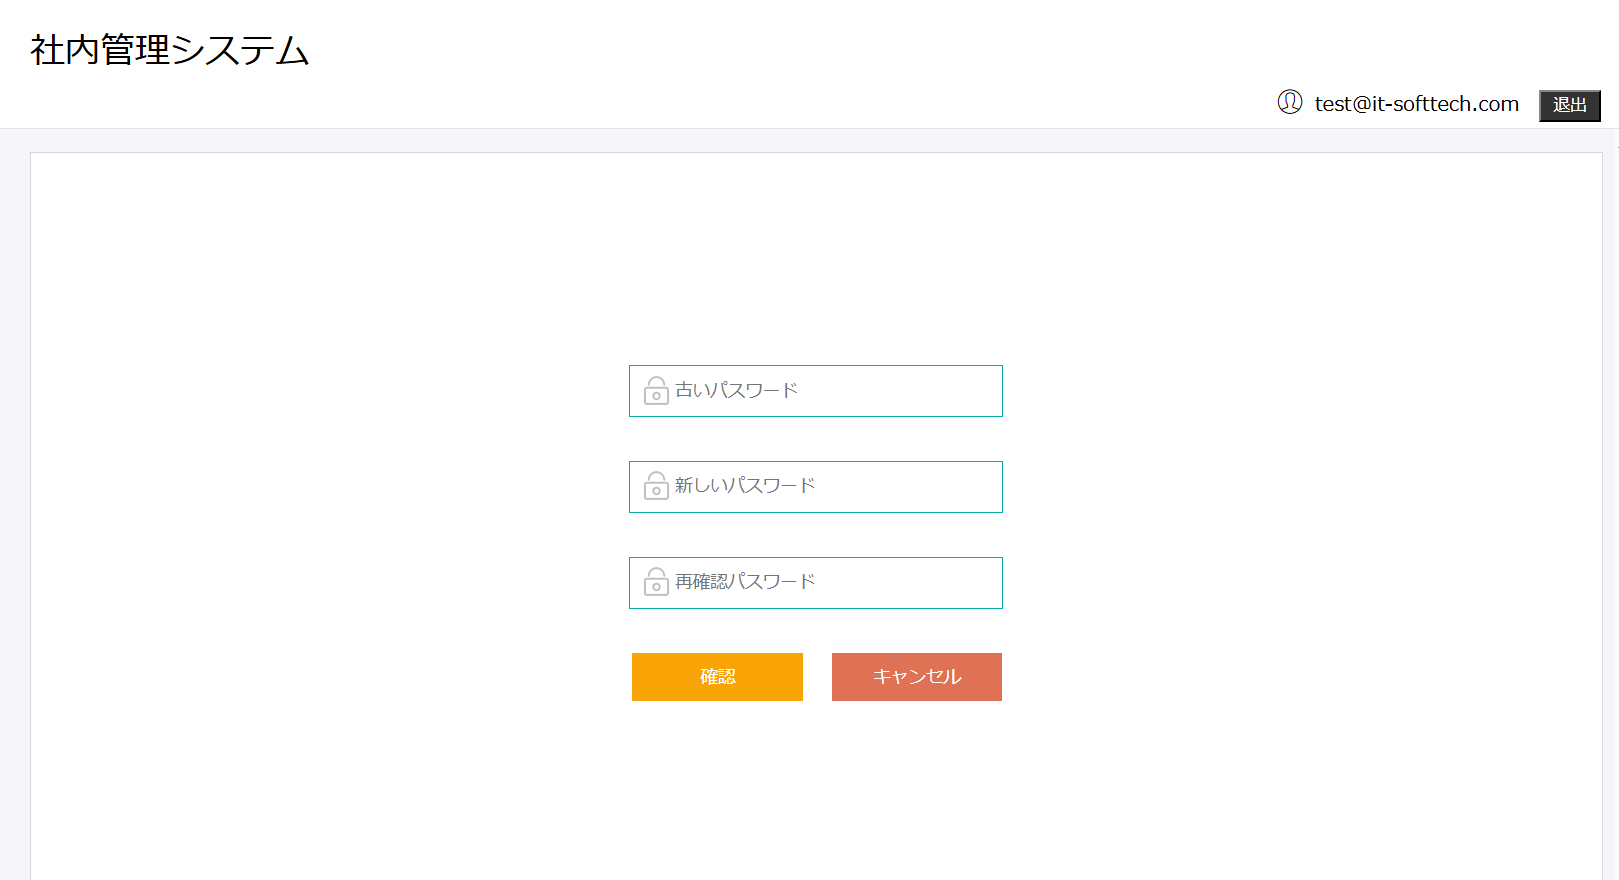 社内管理システム
test@it-softtech.com 退出
古いパスワード
新しいパスワード
再確認パスワード
確認 キャンセル